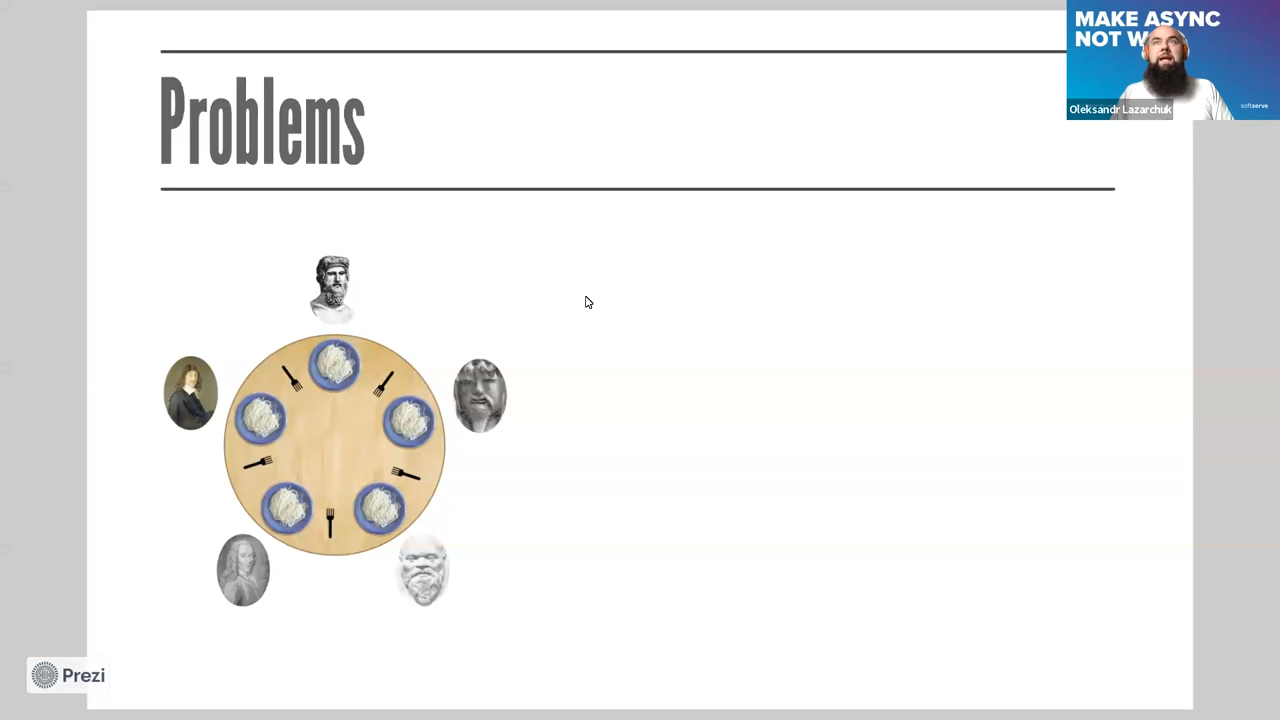 MAKE ASYNC
NOT W
Oleksandr Lazarchuk
softserve
Problems
Prezi